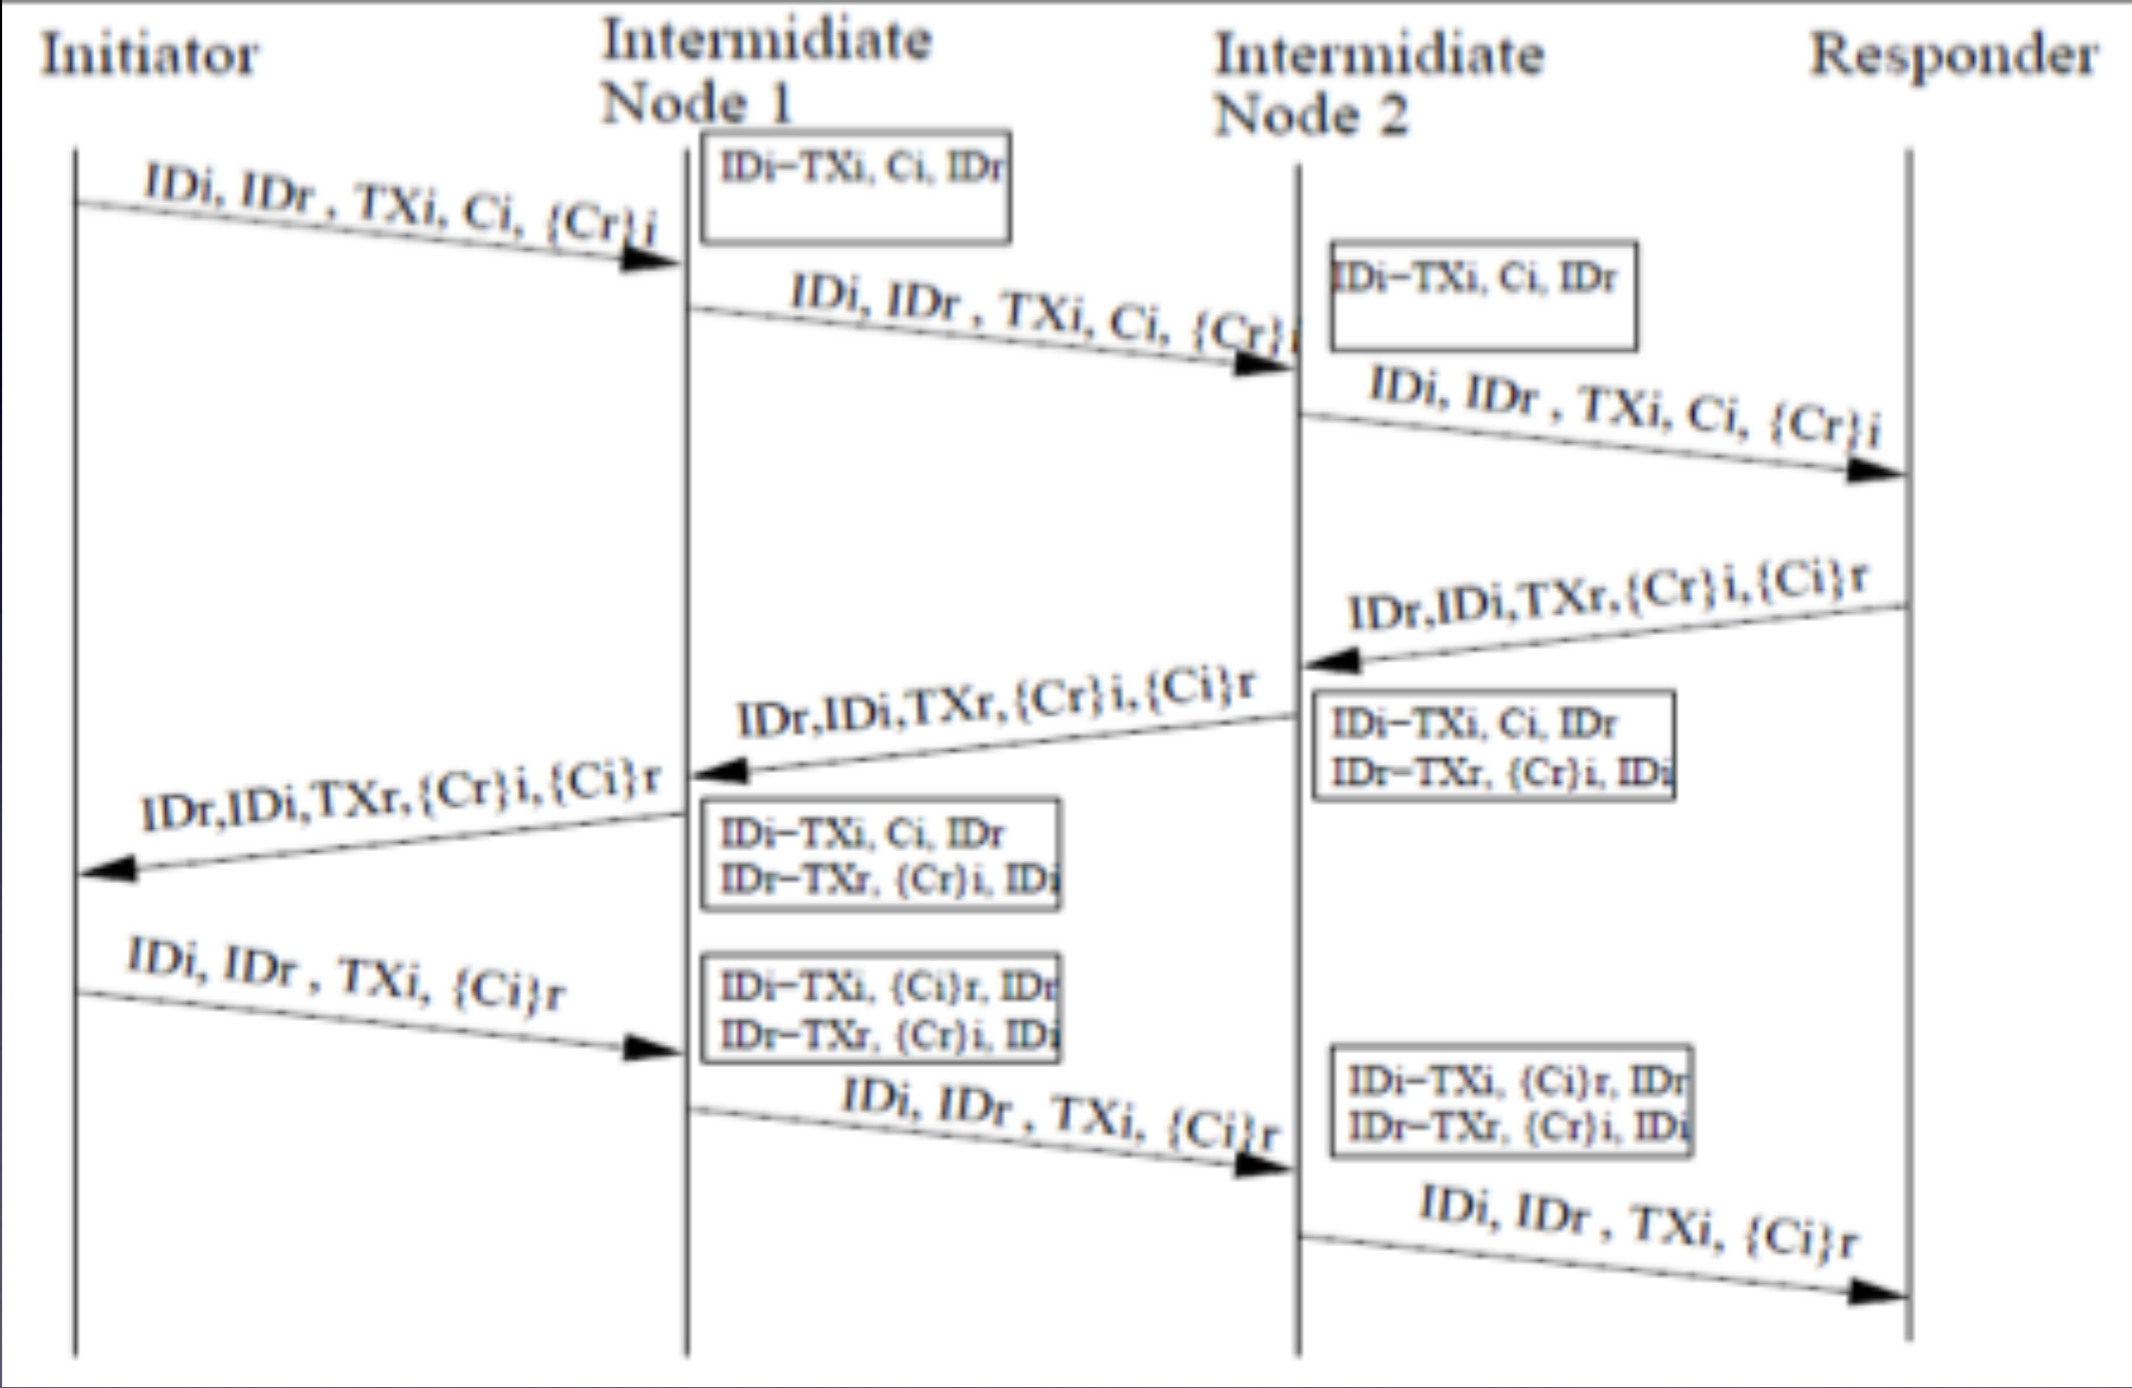 Initiator
Intermidiate
Node 1
Intermidiate
Node 2
Responder
IDi-TXi, Ci, IDr
IDi, IDr , TXi, Ci, {Cr}i
IDi-TXi, Ci, IDr
IDi, IDr , TXi, Ci, {Cr}i
IDi, IDr , TXi, Ci, {Cr}i
IDr,IDi,TXr,{Cr}i,{Ci}r
IDr,IDi,TXr,{Cr}i,{Ci}r
IDi-TXi, Ci, IDr
IDr-TXr, {Cr}i, IDi
IDr,IDi,TXr,{Cr}i,{Ci}r
IDi-TXi, Ci, IDr
IDr-TXr, {Cr}i, IDi
IDi, IDr , TXi, {Ci}r
IDi-TXi, {Ci}r, IDr
IDr-TXr, {Cr}i, IDi
IDi-TXi, {Ci}r, IDr
IDr-TXr, {Cr}i, IDi
IDi, IDr , TXi, {Ci}r
IDi, IDr , TXi, {Ci}r